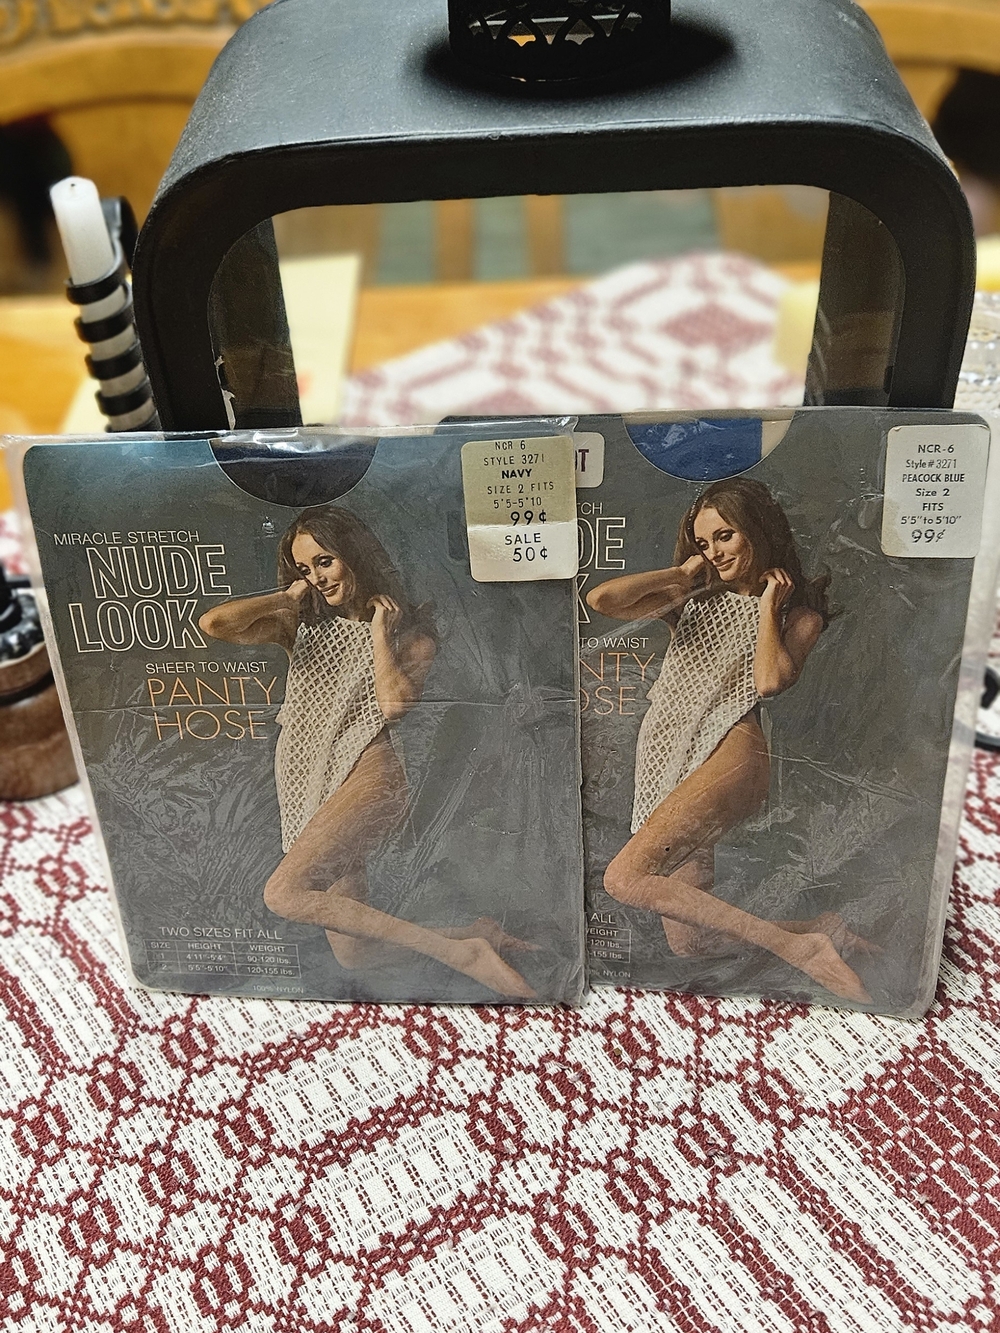 NCR 6
STYLE 3271
NAVY
SIZE 2 FITS
5'5-5'10
99¢
SALE
50¢
MIRACLE STRETCH
NUDE
LOOK
SHEER TO WAIST
PANTY
HOSE
TWO SIZES FIT ALL
SIZE HEIGHT WEIGHT
1 4'11"-5'4" 90-120 lbs.
2 5'5"-5'10" 120-155 lbs.
100% NYLON
OT
NCR-6
Style #3271
PEACOCK BLUE
Size 2
FITS
5'5" to 5'10"
99¢
CH
DE
K
TO WAIST
NTY
OSE
ALL
EIGHT
-120 lbs.
-155 lbs.
% NYLON